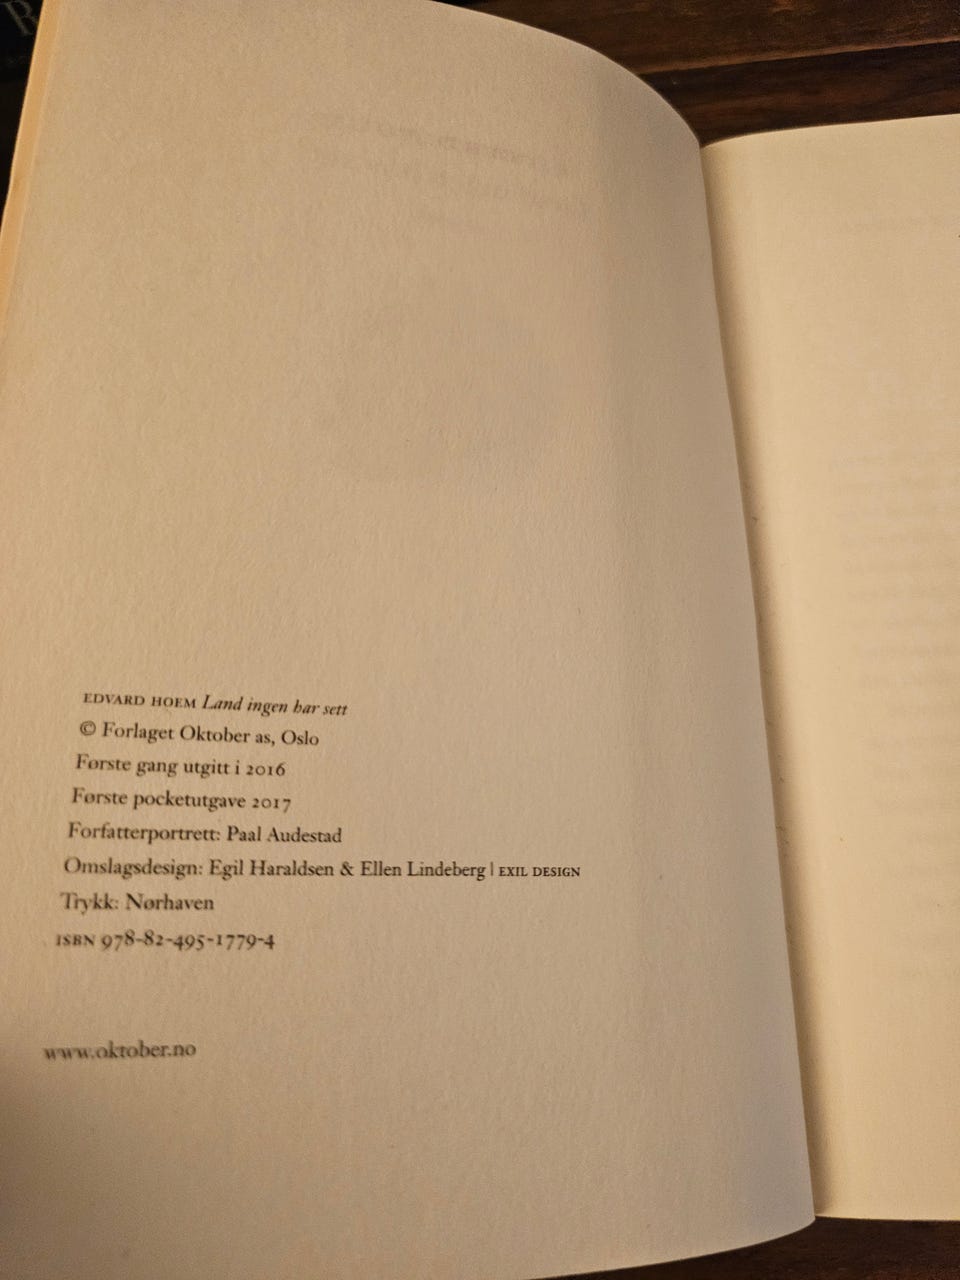 EDVARD HOEM Land ingen har sett
© Forlaget Oktober as, Oslo
Første gang utgitt i 2016
Første pocketutgave 2017
Forfatterportrett: Paal Audestad
Omslagsdesign: Egil Haraldsen & Ellen Lindeberg | EXIL DESIGN
Trykk: Nørhaven
ISBN 978-82-495-1779-4
www.oktober.no